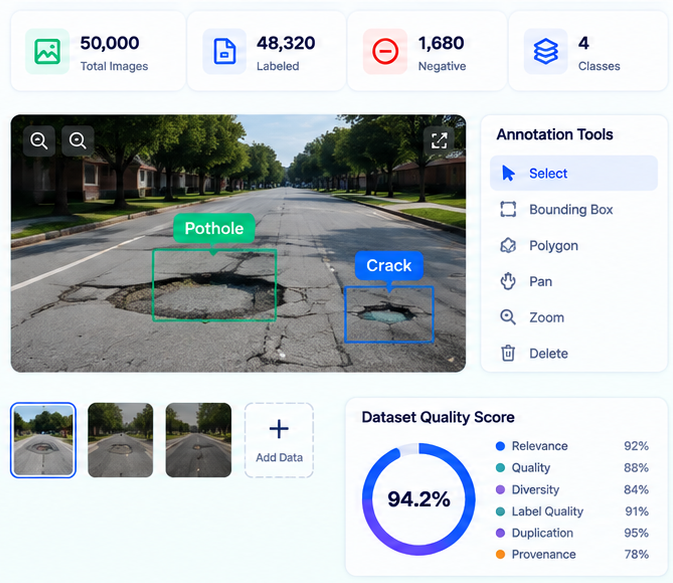 50,000
Total Images
48,320
Labeled
1,680
Negative
4
Classes
Pothole
Crack
Annotation Tools
Select
Bounding Box
Polygon
Pan
Zoom
Delete
Add Data
Dataset Quality Score
94.2%
Relevance 92%
Quality 88%
Diversity 84%
Label Quality 91%
Duplication 95%
Provenance 78%